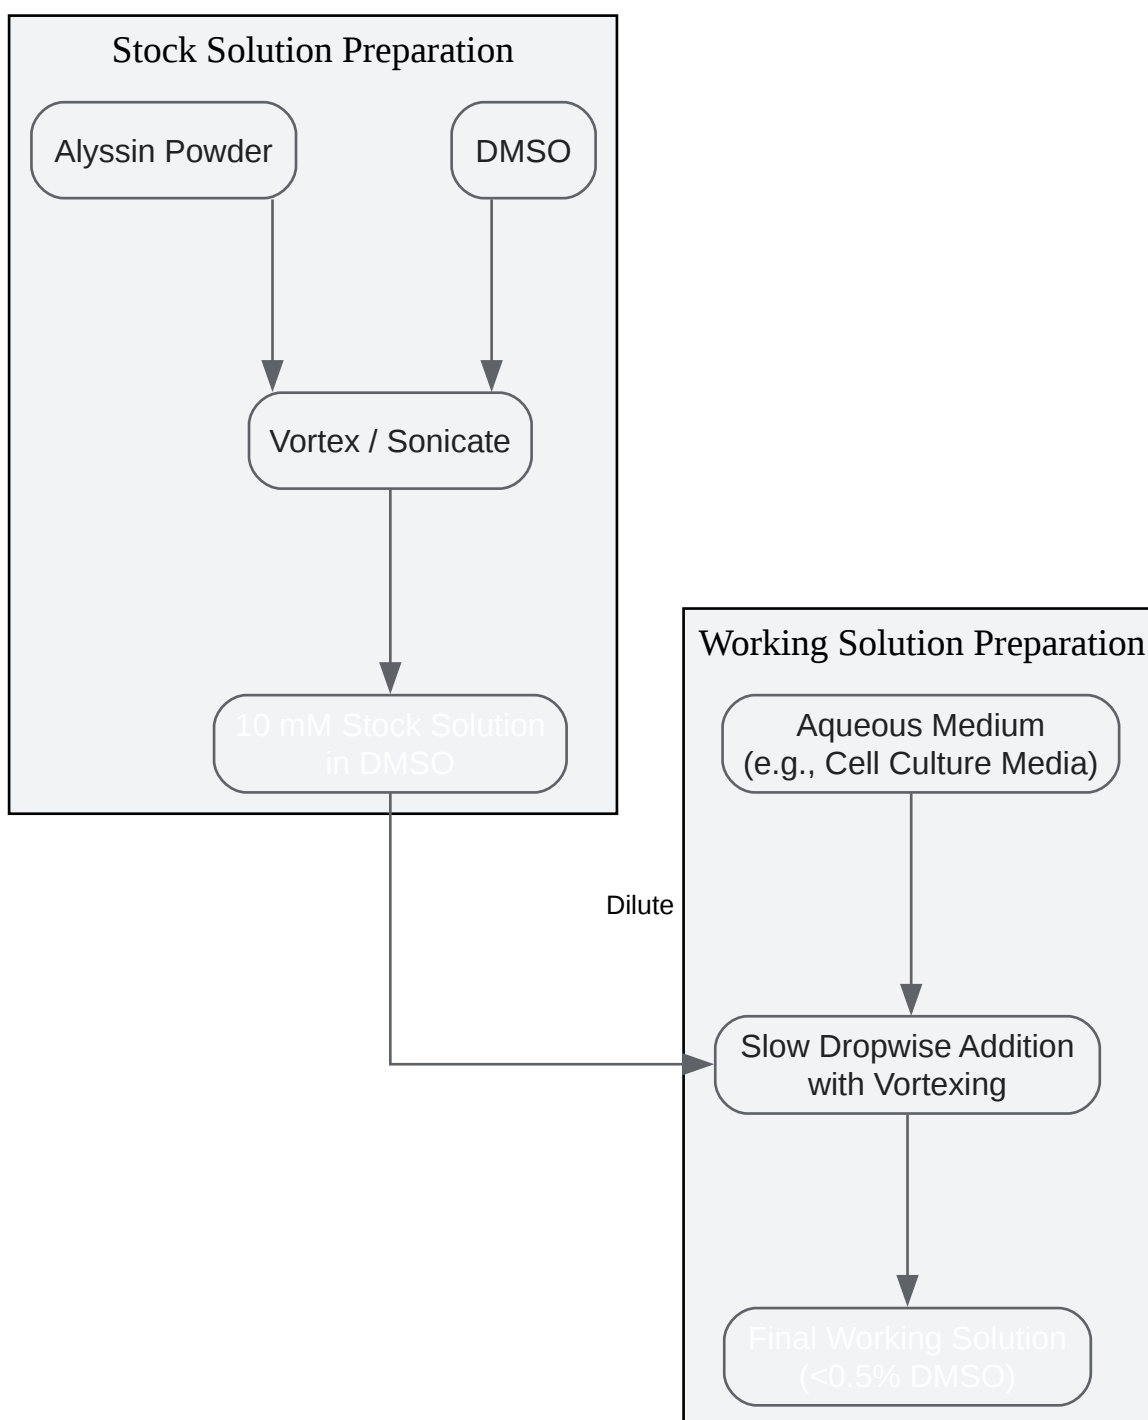 Stock Solution Preparation
Alyssin Powder
DMSO
Vortex / Sonicate
10 mM Stock Solution
in DMSO
Dilute
Working Solution Preparation
Aqueous Medium
(e.g., Cell Culture Media)
Slow Dropwise Addition
with Vortexing
Final Working Solution
(<0.5% DMSO)